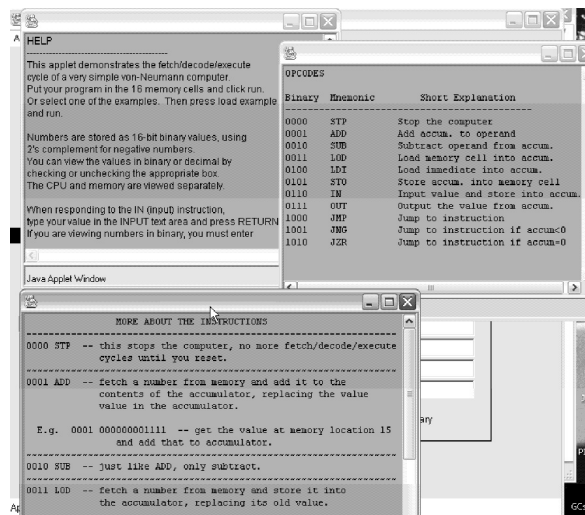 HELP
This applet demonstrates the fetch/decode/execute
cycle of a very simple von-Neumann computer.
Put your program in the 16 memory cells and click run.
Or select one of the examples. Then press load example
and run.
Numbers are stored as 16-bit binary values, using
2's complement for negative numbers.
You can view the values in binary or decimal by
checking or unchecking the appropriate box.
The CPU and memory are viewed separately.
When responding to the IN (input) instruction,
type your value in the INPUT text area and press RETURN
If you are viewing numbers in binary, you must enter
Java Applet Window
OPCODES
Binary Mnemonic Short Explanation
0000 STP Stop the computer
0001 ADD Add accum. to operand
0010 SUB Subtract operand from accum.
0011 LOD Load memory cell into accum.
0100 LDI Load immediate into accum.
0101 STO Store accum. into memory cell
0110 IN Input value and store into accum.
0111 OUT Output the value from accum.
1000 JMP Jump to instruction
1001 JNG Jump to instruction if accum<0
1010 JZR Jump to instruction if accum=0
MORE ABOUT THE INSTRUCTIONS
0000 STP -- this stops the computer, no more fetch/decode/execute
cycles until you reset.
0001 ADD -- fetch a number from memory and add it to the
contents of the accumulator, replacing the value
value in the accumulator.
E.g. 0001 000000001111 -- get the value at memory location 15
and add that to accumulator.
0010 SUB -- just like ADD, only subtract.
0011 LOD -- fetch a number from memory and store it into
the accumulator, replacing its old value.
ary